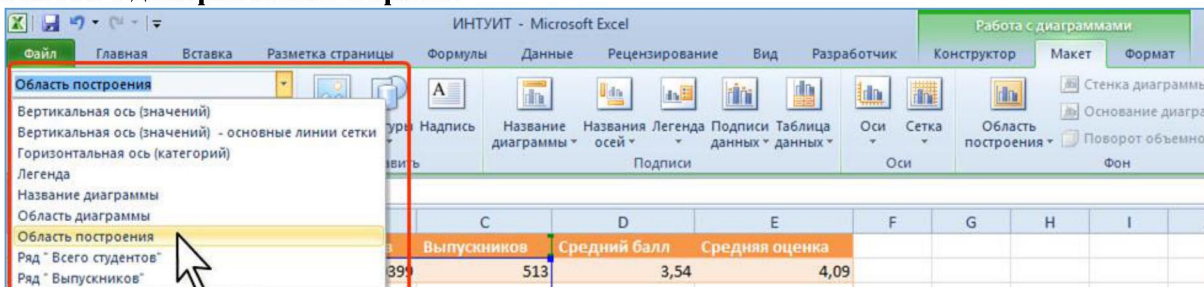 ИНТУИТ - Microsoft Excel
Работа с диаграммами
Файл Главная Вставка Разметка страницы Формулы Данные Рецензирование Вид Разработчик Конструктор Макет Формат
Область построения
Вертикальная ось (значений)
Вертикальная ось (значений) - основные линии сетки
Горизонтальная ось (категорий)
Легенда
Название диаграммы
Область диаграммы
Область построения
Ряд " Всего студентов"
Ряд " Выпускников"
Надпись
Название диаграммы
Названия осей
Легенда
Подписи данных
Таблица данных
Подписи
Оси
Сетка
Оси
Область построения
Стенка диаграммы
Основание диагра
Поворот объемно
Фон
C D E F G H I
Выпускников Средний балл Средняя оценка
399 513 3,54 4,09